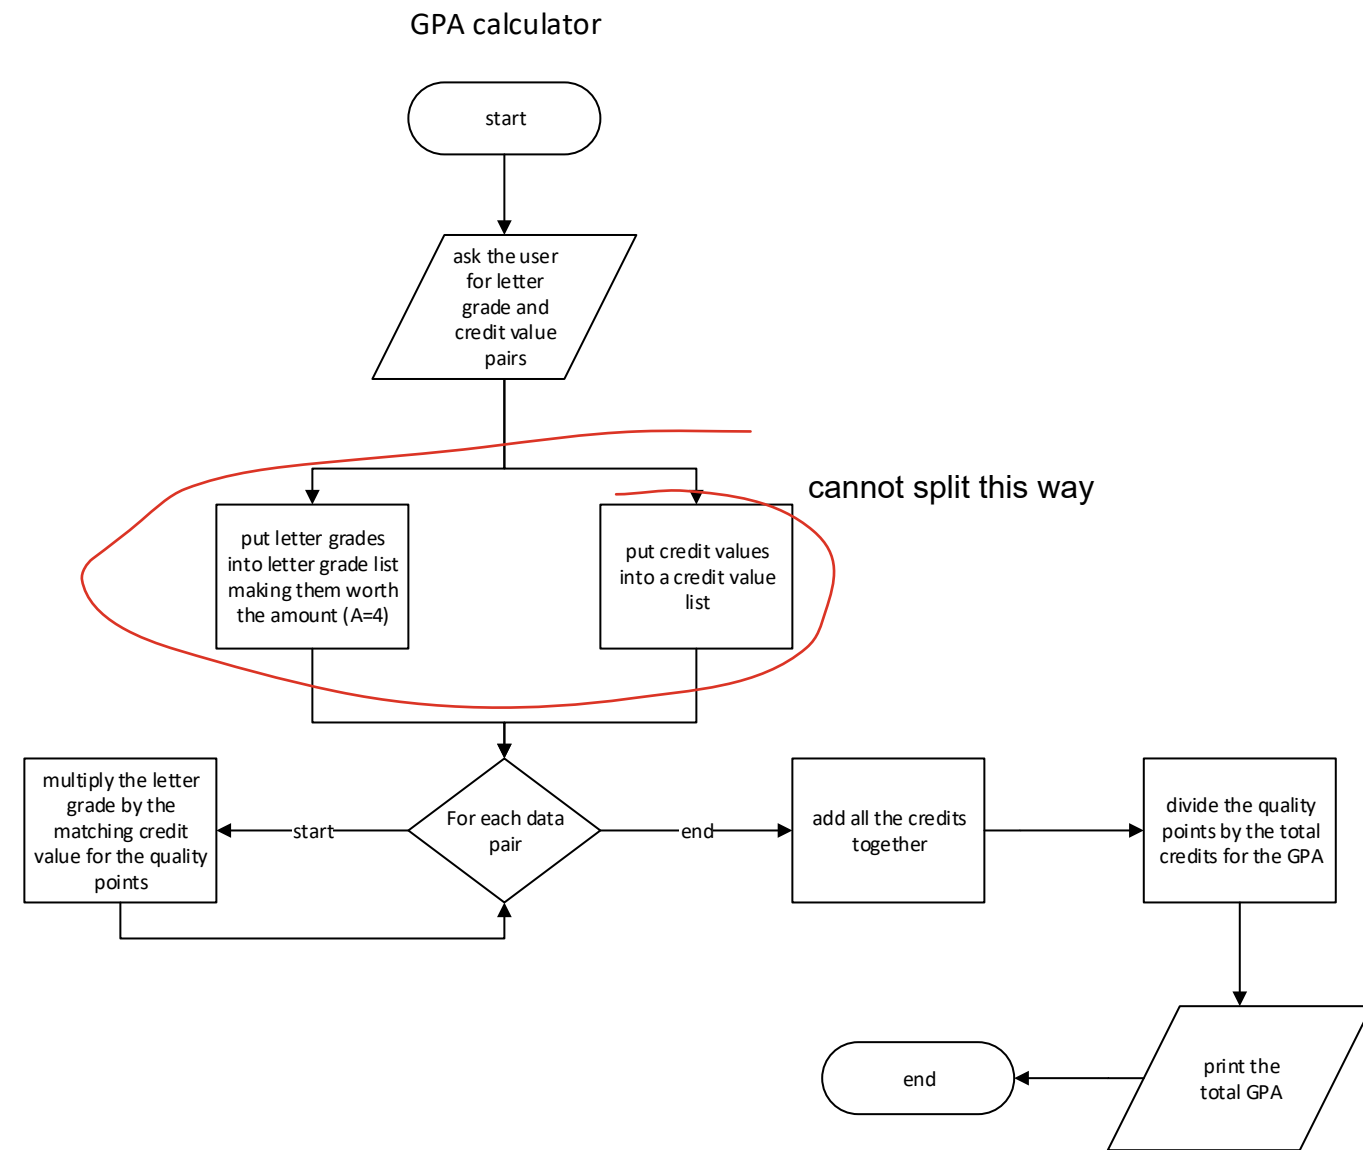 GPA calculator
start
ask the user
for letter
grade and
credit value
pairs
cannot split this way
put letter grades
into letter grade list
making them worth
the amount (A=4)
put credit values
into a credit value
list
multiply the letter
grade by the
matching credit
value for the quality
points
start
For each data
pair
end
add all the credits
together
divide the quality
points by the total
credits for the GPA
end
print the
total GPA